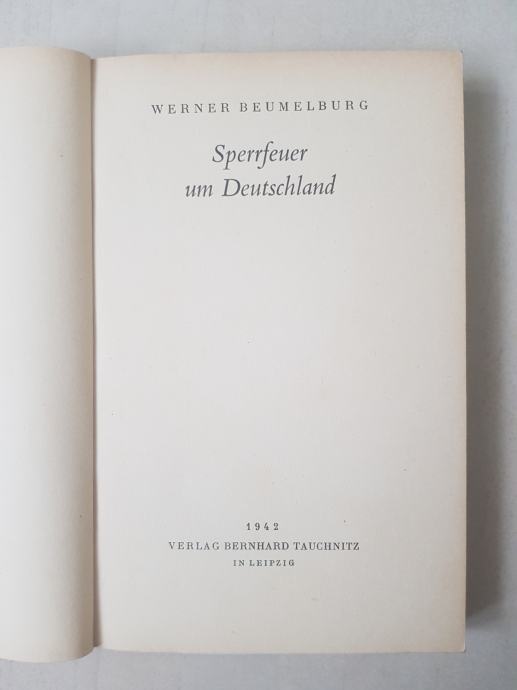 WERNER BEUMELBURG
Sperrfeuer
um Deutschland
1942
VERLAG BERNHARD TAUCHNITZ
IN LEIPZIG